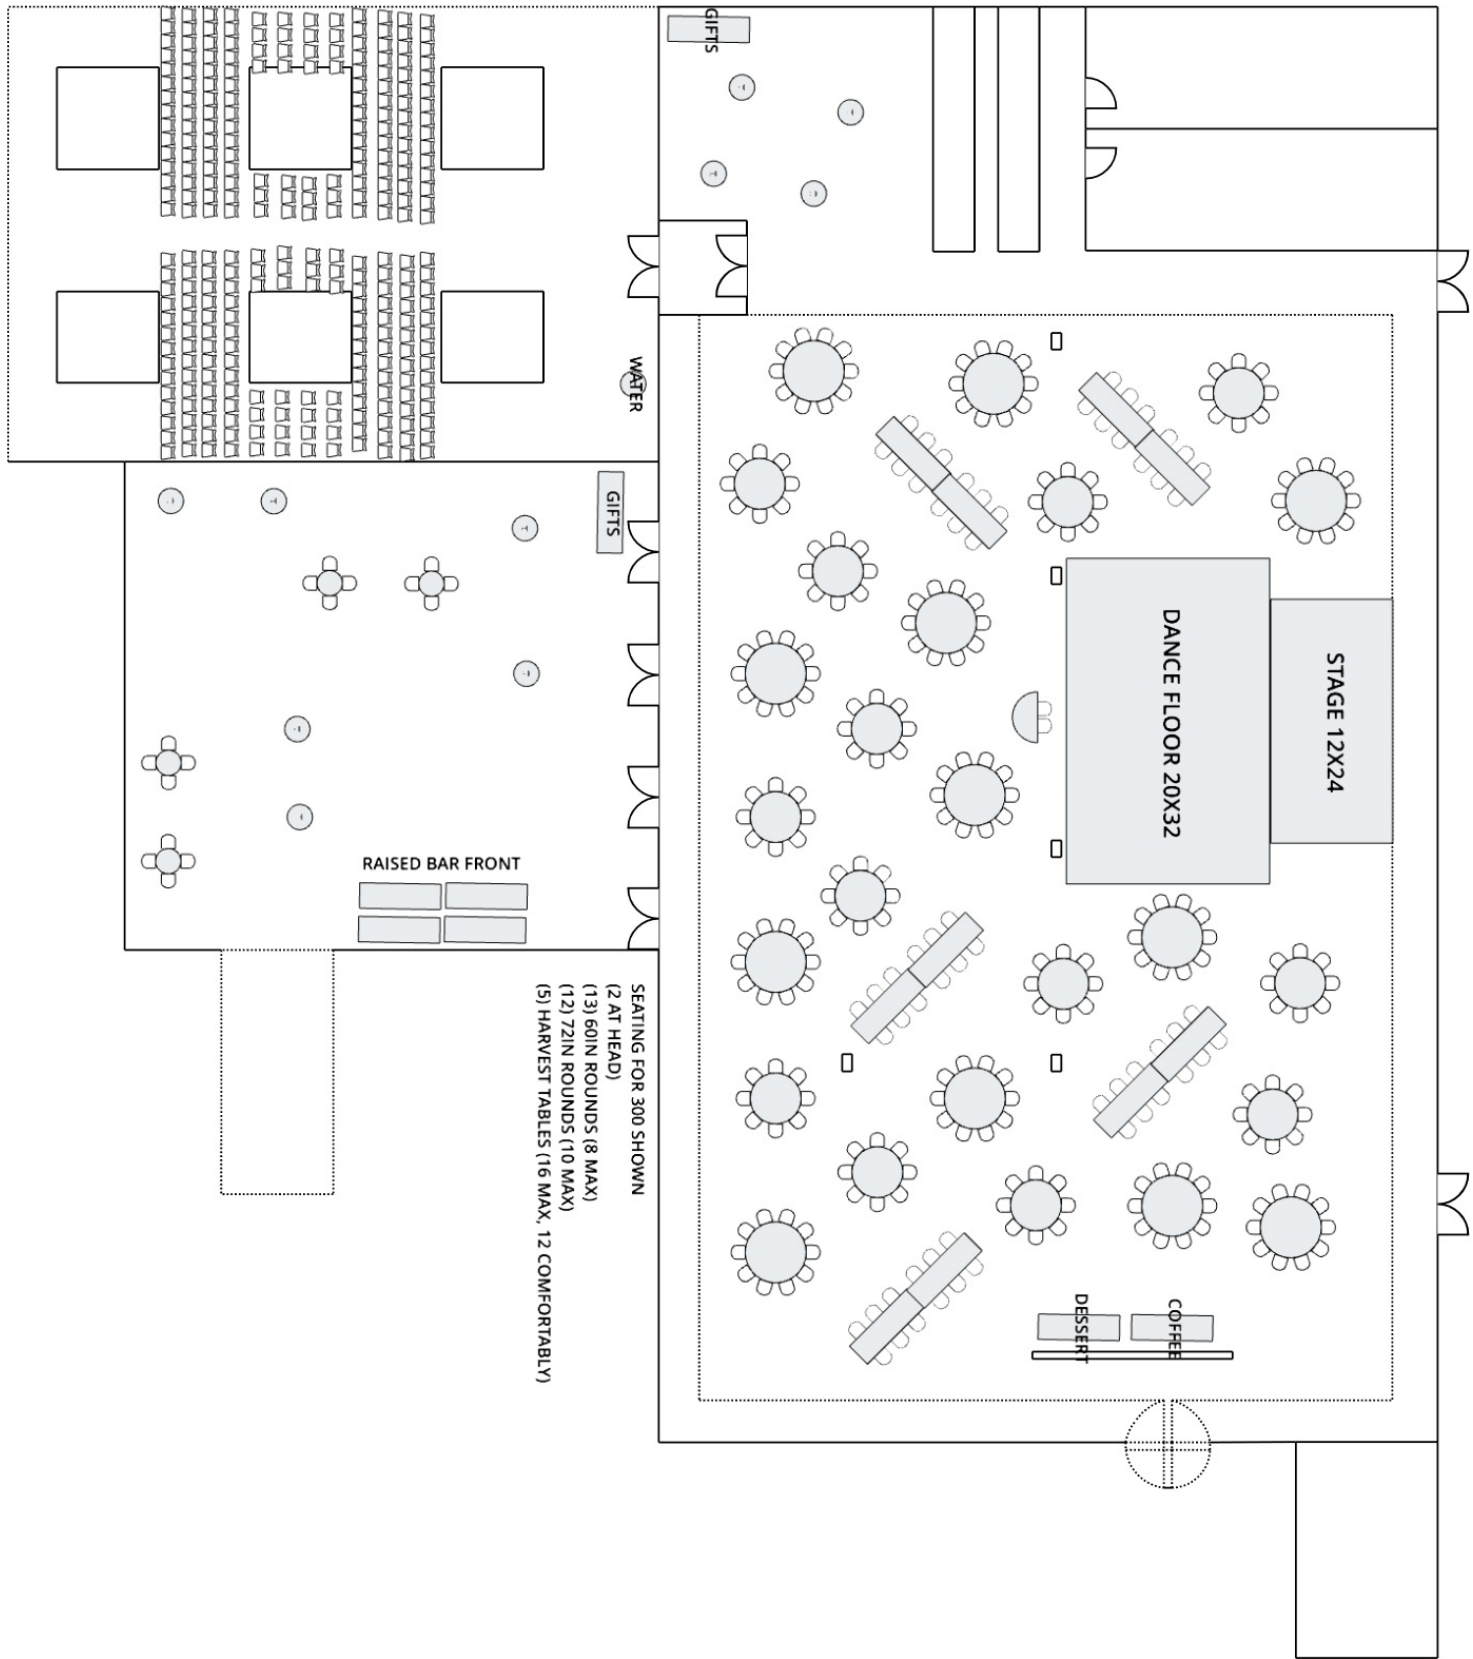 GIFTS
WATER
GIFTS
DANCE FLOOR 20X32
STAGE 12X24
RAISED BAR FRONT
SEATING FOR 300 SHOWN
(2 AT HEAD)
(13) 60IN ROUNDS (8 MAX)
(12) 72IN ROUNDS (10 MAX)
(5) HARVEST TABLES (16 MAX, 12 COMFORTABLY)
DESSERT
COFFEE